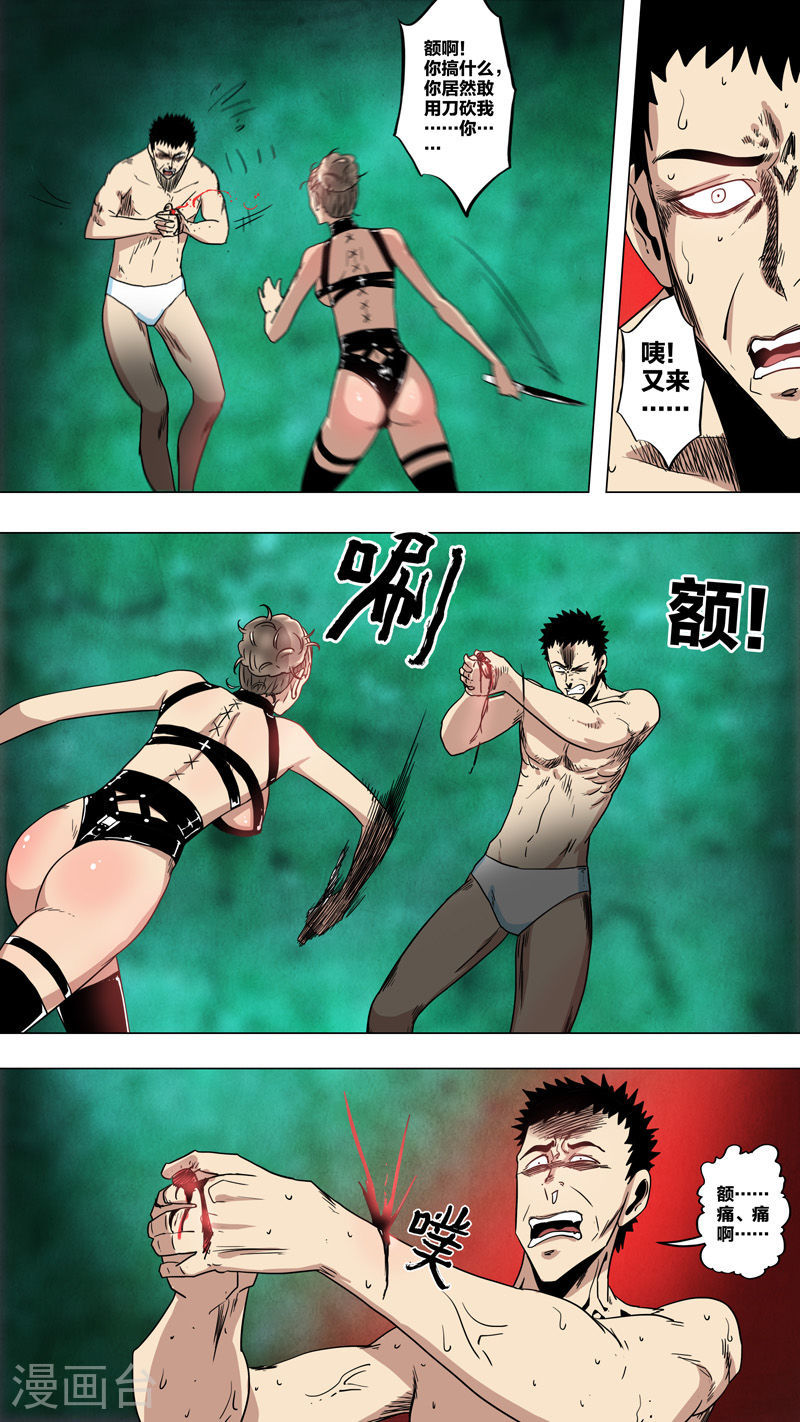 额啊！
你搞什么，
你居然敢
用刀砍我
……你…
……
咦！
又来
……
唰
额！
噗
额……
痛、痛
啊……
漫画台